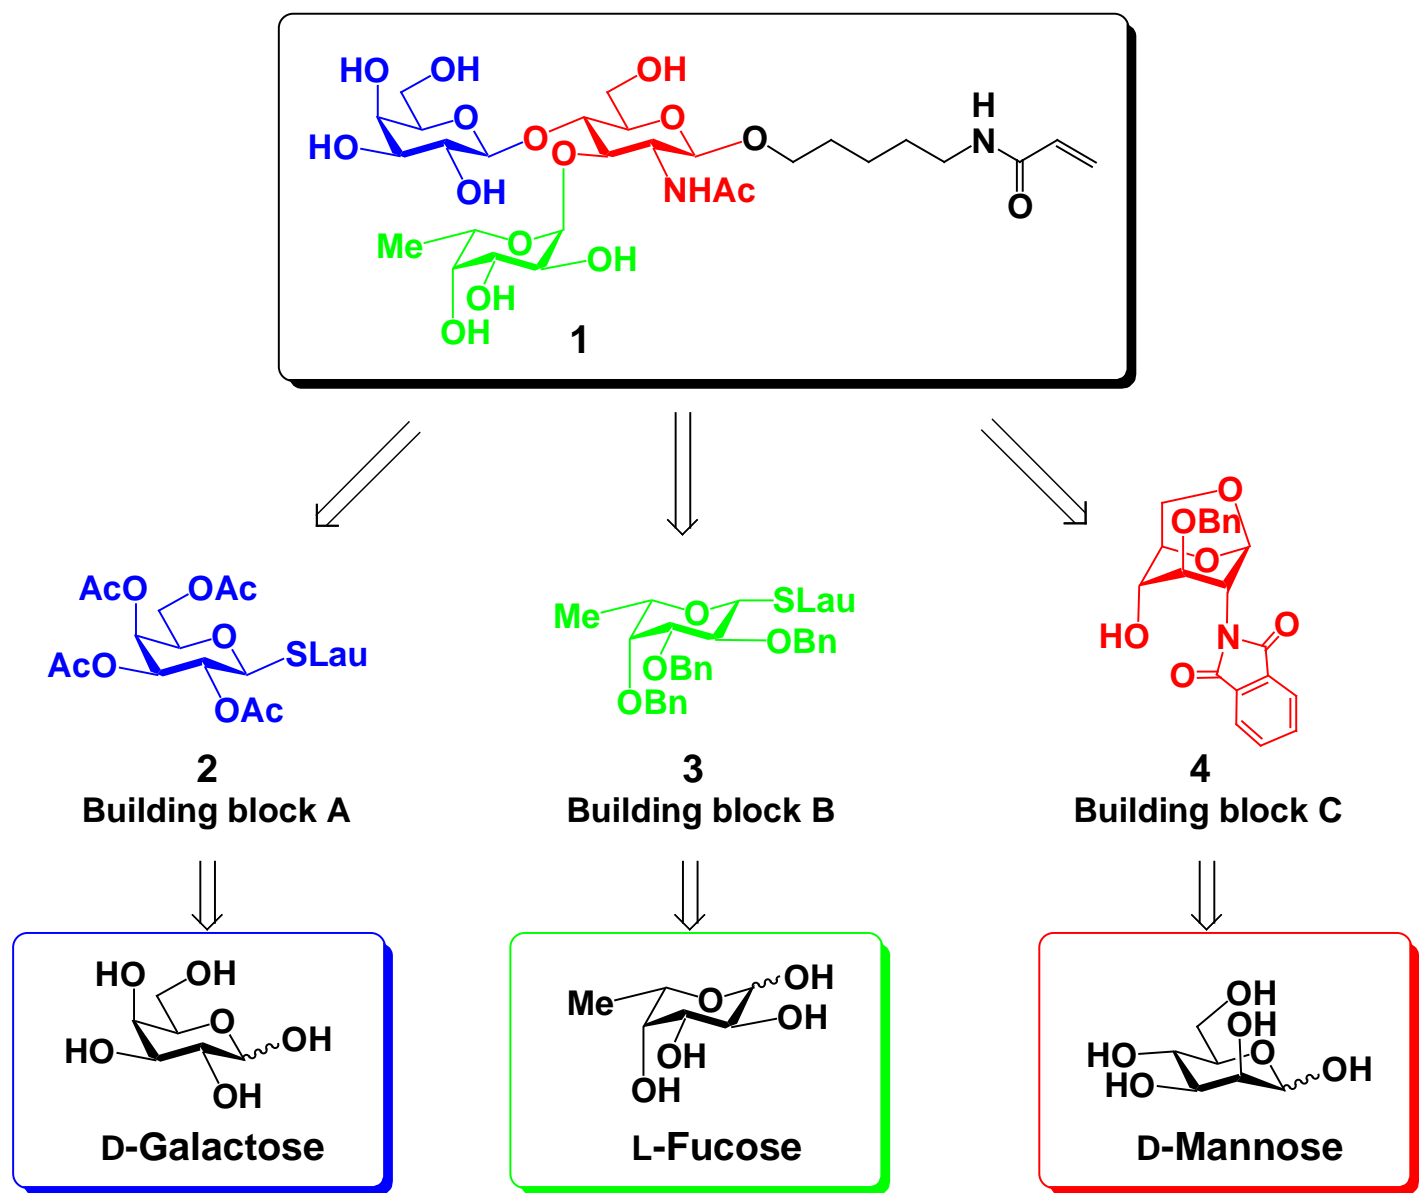 HO OH OH H
HO O O O O O N
OH NHAc O
Me O OH
OH
OH
1
O
OBn
AcO OAc O
O SLau Me O SLau HO N O
AcO OBn
OAc OBn O
OBn
2 3 4
Building block A Building block B Building block C
HO OH O OH OH
O OH Me OH OH
HO OH HO O OH
OH OH HO
D-Galactose L-Fucose D-Mannose